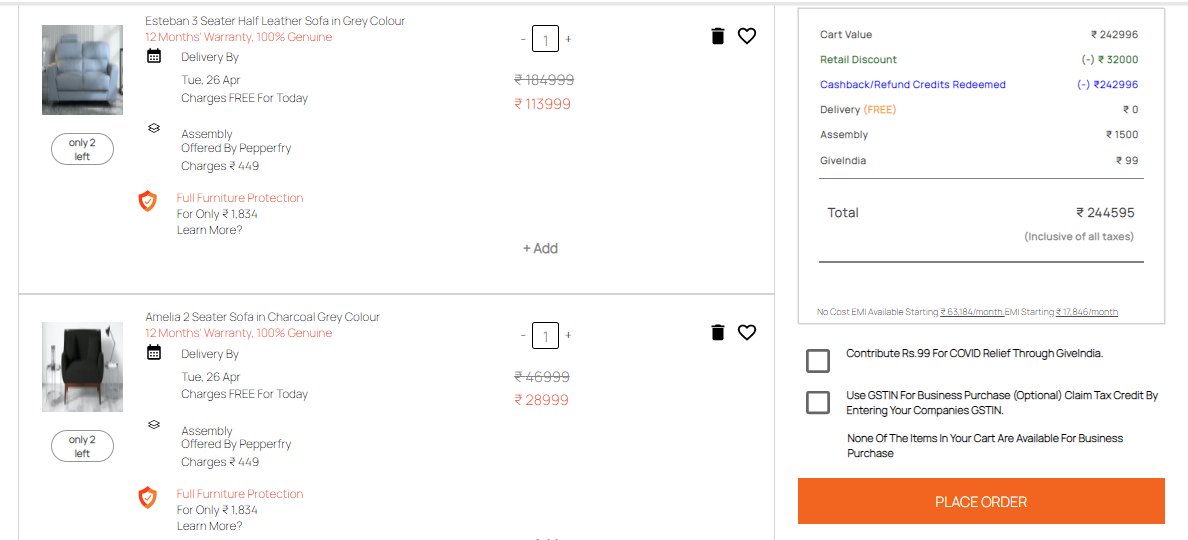 Esteban 3 Seater Half Leather Sofa in Grey Colour
12 Months' Warranty, 100% Genuine
Delivery By
Tue, 26 Apr
Charges FREE For Today
- 1 +
₹ 184999
₹ 113999
only 2
left
Assembly
Offered By Pepperfry
Charges ₹ 449
Full Furniture Protection
For Only ₹ 1,834
Learn More?
+ Add
Amelia 2 Seater Sofa in Charcoal Grey Colour
12 Months' Warranty, 100% Genuine
Delivery By
Tue, 26 Apr
Charges FREE For Today
- 1 +
₹ 46999
₹ 28999
only 2
left
Assembly
Offered By Pepperfry
Charges ₹ 449
Full Furniture Protection
For Only ₹ 1,834
Learn More?
Cart Value ₹ 242996
Retail Discount (-) ₹ 32000
Cashback/Refund Credits Redeemed (-) ₹242996
Delivery (FREE) ₹ 0
Assembly ₹ 1500
GiveIndia ₹ 99
Total ₹ 244595
(Inclusive of all taxes)
No Cost EMI Available Starting ₹ 63,184/month,EMI Starting ₹ 17,846/month
Contribute Rs.99 For COVID Relief Through GiveIndia.
Use GSTIN For Business Purchase (Optional) Claim Tax Credit By
Entering Your Companies GSTIN.
None Of The Items In Your Cart Are Available For Business
Purchase
PLACE ORDER